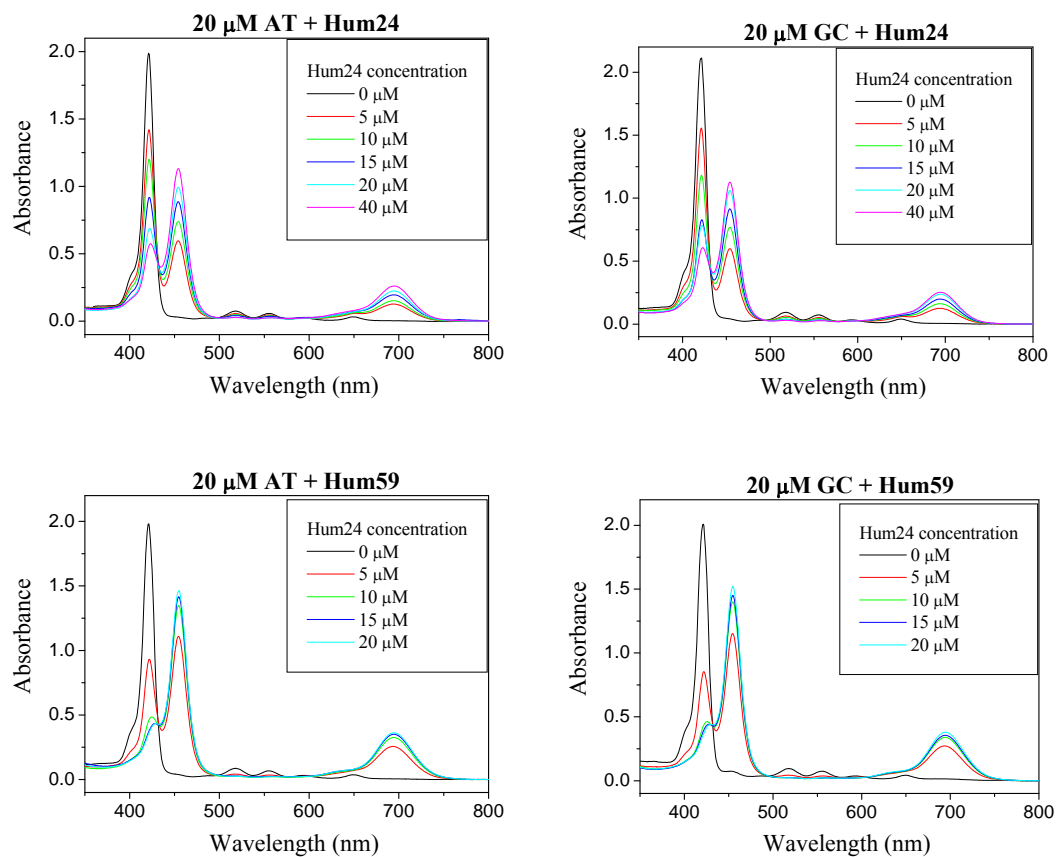 20 μM AT + Hum24
Absorbance
2.0
1.5
1.0
0.5
0.0
Hum24 concentration
0 μM
5 μM
10 μM
15 μM
20 μM
40 μM
400 500 600 700 800
Wavelength (nm)
20 μM GC + Hum24
Absorbance
2.0
1.5
1.0
0.5
0.0
Hum24 concentration
0 μM
5 μM
10 μM
15 μM
20 μM
40 μM
400 500 600 700 800
Wavelength (nm)
20 μM AT + Hum59
Absorbance
2.0
1.5
1.0
0.5
0.0
Hum24 concentration
0 μM
5 μM
10 μM
15 μM
20 μM
400 500 600 700 800
Wavelength (nm)
20 μM GC + Hum59
Absorbance
2.0
1.5
1.0
0.5
0.0
Hum24 concentration
0 μM
5 μM
10 μM
15 μM
20 μM
400 500 600 700 800
Wavelength (nm)